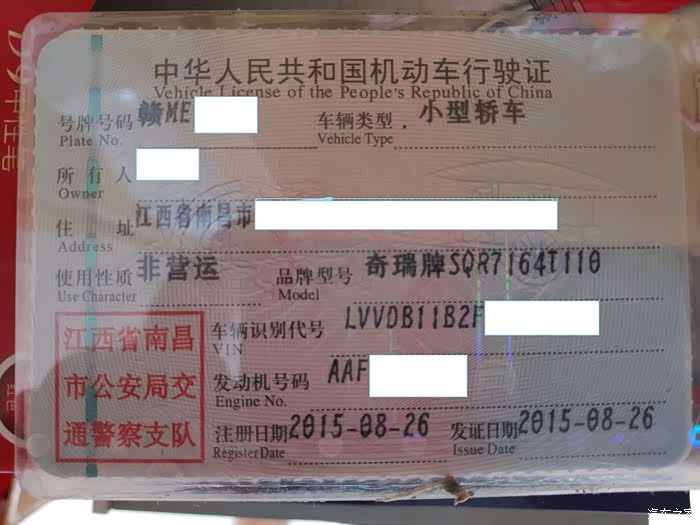 中华人民共和国机动车行驶证
Vehicle License of the People's Republic of China
号牌号码 赣ME 车辆类型 小型轿车
Plate No. Vehicle Type
所有人
Owner
住址 江西省南昌市
Address
使用性质 非营运 品牌型号 奇瑞牌SQR7164T110
Use Character Model
江西省南昌
市公安局交
通警察支队
车辆识别代号 LVVDB11B2F
VIN
发动机号码 AAF
Engine No.
注册日期 2015-08-26 发证日期 2015-08-26
Register Date Issue Date
汽车之家